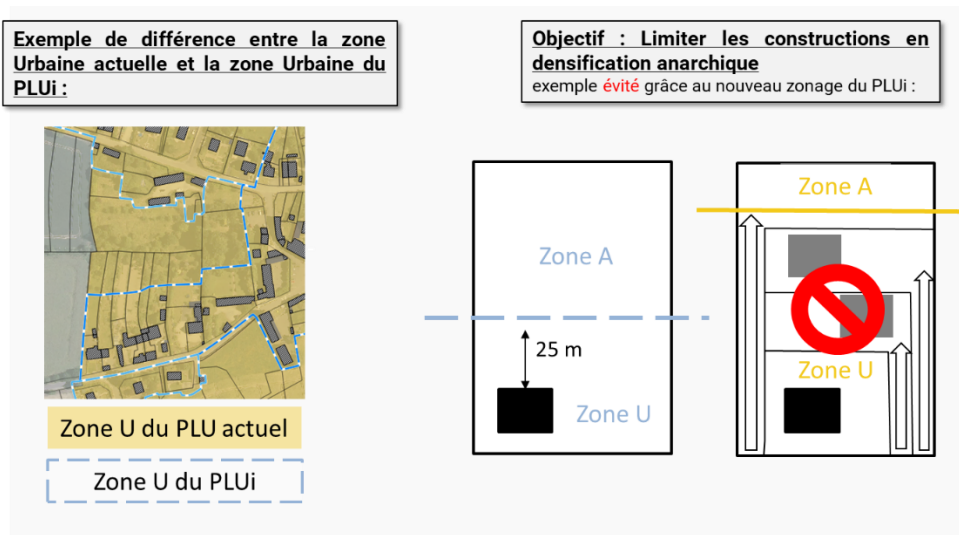 Exemple de différence entre la zone
Urbaine actuelle et la zone Urbaine du
PLUi :
Zone U du PLU actuel
Zone U du PLUi
Objectif : Limiter les constructions en
densification anarchique
exemple évité grâce au nouveau zonage du PLUi :
Zone A
25 m
Zone U
Zone A
Zone U